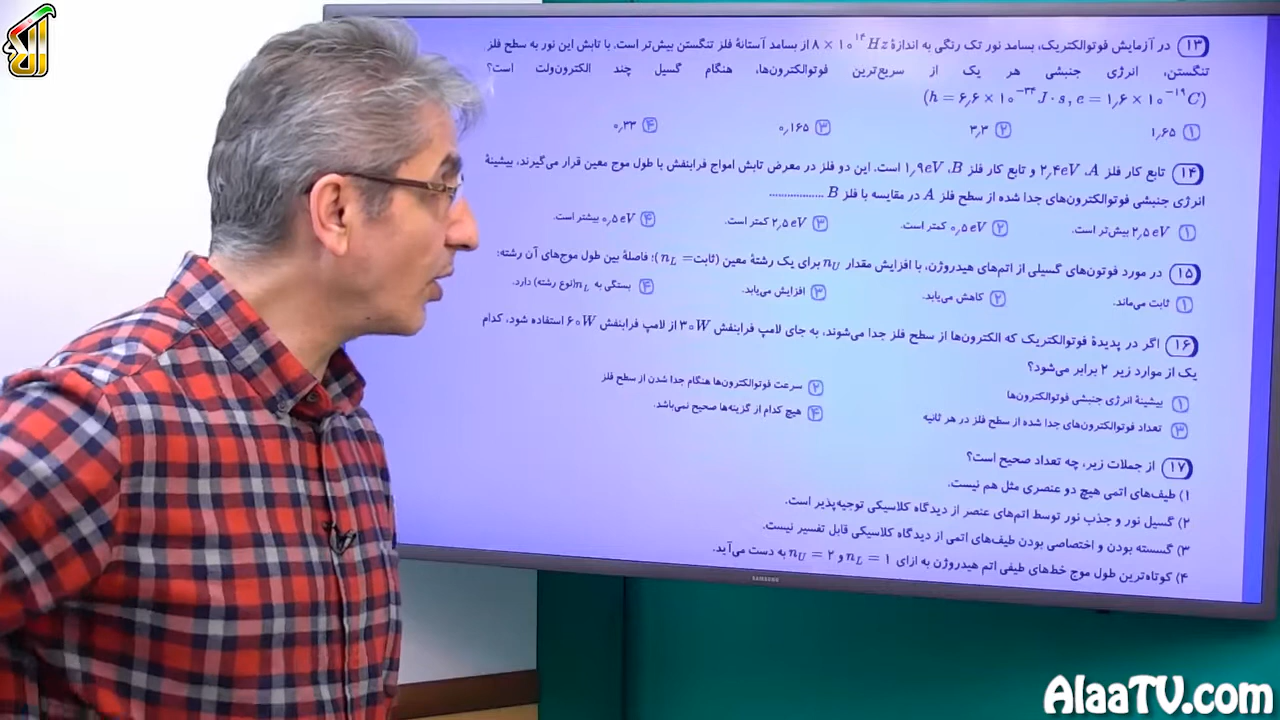 ۱۳ در آزمایش فوتوالکتریک، بسامد نور تک رنگی به اندازهٔ ۸ × ۱۰^۱۴ Hz از بسامد آستانهٔ فلز تنگستن بیش‌تر است. با تابش این نور به سطح فلز
تنگستن، انرژی جنبشی هر یک از سریع‌ترین فوتوالکترون‌ها، هنگام گسیل چند الکترون‌ولت است؟
(h = ۶٫۶ × ۱۰^−۳۴ J·s, e = ۱٫۶ × ۱۰^−۱۹ C)
۱ ۱٫۶۵ ۲ ۳٫۳ ۳ ۰٫۱۶۵ ۴ ۰٫۳۳
۱۴ تابع کار فلز A، ۲٫۴eV و تابع کار فلز B، ۱٫۹eV است. این دو فلز در معرض تابش امواج فرابنفش با طول موج معین قرار می‌گیرند، بیشینهٔ
انرژی جنبشی فوتوالکترون‌های جدا شده از سطح فلز A در مقایسه با فلز B ..................
۱ ۲٫۵eV بیش‌تر است. ۲ ۰٫۵eV کمتر است. ۳ ۲٫۵eV کمتر است. ۴ ۰٫۵eV بیشتر است.
۱۵ در مورد فوتون‌های گسیلی از اتم‌های هیدروژن، با افزایش مقدار n_U برای یک رشتهٔ معین (ثابت=n_L)؛ فاصلهٔ بین طول موج‌های آن رشته:
۱ ثابت می‌ماند. ۲ کاهش می‌یابد. ۳ افزایش می‌یابد. ۴ بستگی به n_L(نوع رشته) دارد.
۱۶ اگر در پدیدهٔ فوتوالکتریک که الکترون‌ها از سطح فلز جدا می‌شوند، به جای لامپ فرابنفش ۳۰W از لامپ فرابنفش ۶۰W استفاده شود، کدام
یک از موارد زیر ۲ برابر می‌شود؟
۱ بیشینهٔ انرژی جنبشی فوتوالکترون‌ها ۲ سرعت فوتوالکترون‌ها هنگام جدا شدن از سطح فلز
۳ تعداد فوتوالکترون‌های جدا شده از سطح فلز در هر ثانیه ۴ هیچ کدام از گزینه‌ها صحیح نمی‌باشد.
۱۷ از جملات زیر، چه تعداد صحیح است؟
۱) طیف‌های اتمی هیچ دو عنصری مثل هم نیست.
۲) گسیل نور و جذب نور توسط اتم‌های عنصر از دیدگاه کلاسیکی توجیه‌پذیر است.
۳) گسسته بودن و اختصاصی بودن طیف‌های اتمی از دیدگاه کلاسیکی قابل تفسیر نیست.
۴) کوتاه‌ترین طول موج خط‌های طیفی اتم هیدروژن به ازای n_L = ۱ و n_U = ۲ به دست می‌آید.
SAMSUNG
AlaaTV.com